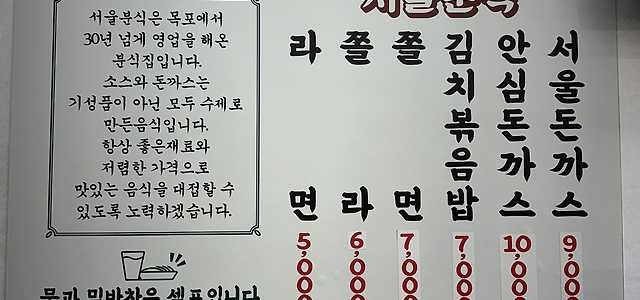 서울분식은 목포에서
30년 넘게 영업을 해온
분식집입니다.
소스와 돈까스는
기성품이 아닌 모두 수제로
만든음식입니다.
항상 좋은재료와
저렴한 가격으로
맛있는 음식을 대접할 수
있도록 노력하겠습니다.
물과 밑반찬은 셀프입니다
서울분식
라면
5,000
쫄라
6,000
쫄면
7,000
김치볶음밥
7,000
안심돈까스
10,000
서울돈까스
9,000